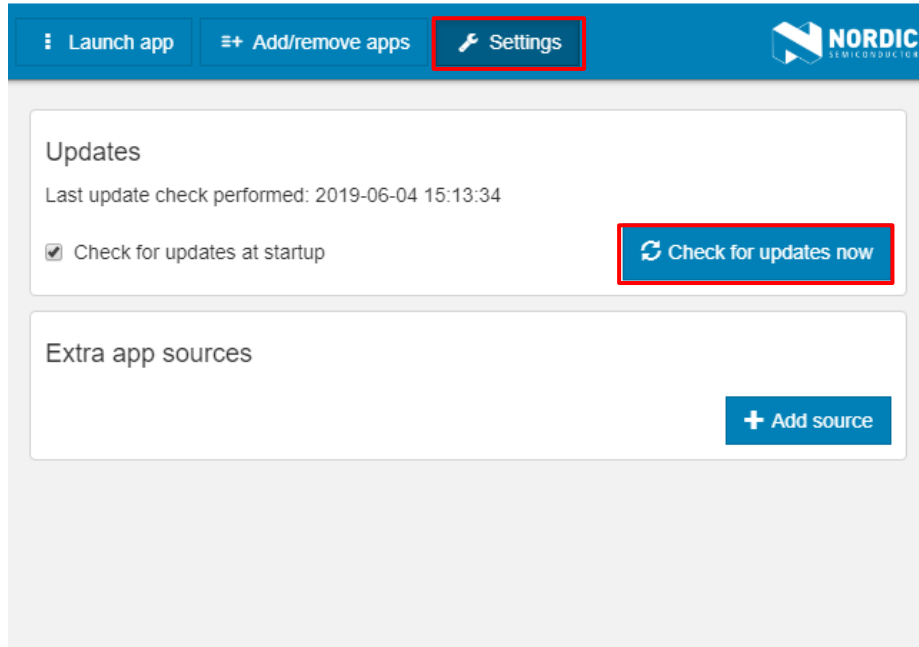 Launch app
Add/remove apps
Settings
NORDIC
SEMICONDUCTOR
Updates
Last update check performed: 2019-06-04 15:13:34
Check for updates at startup
Check for updates now
Extra app sources
Add source